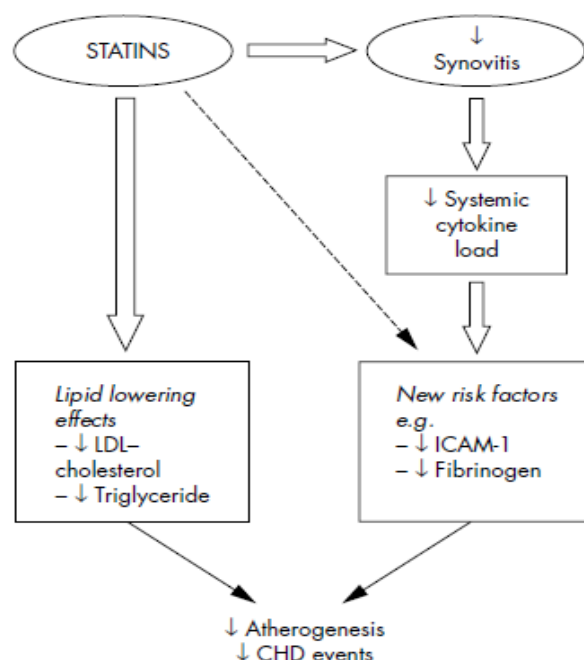 STATINS
↓
Synovitis
↓ Systemic
cytokine
load
Lipid lowering
effects
– ↓ LDL–
cholesterol
– ↓ Triglyceride
New risk factors
e.g.
– ↓ ICAM-1
– ↓ Fibrinogen
↓ Atherogenesis
↓ CHD events